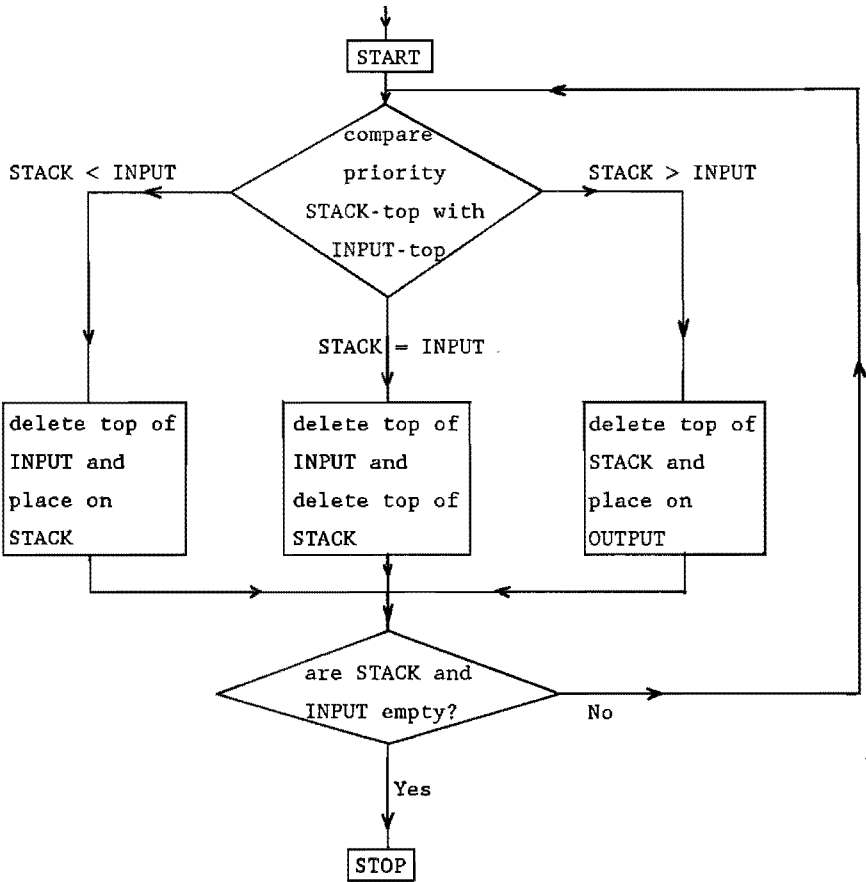 START
compare
priority
STACK-top with
INPUT-top
STACK < INPUT
STACK > INPUT
STACK = INPUT
delete top of
INPUT and
place on
STACK
delete top of
INPUT and
delete top of
STACK
delete top of
STACK and
place on
OUTPUT
are STACK and
INPUT empty?
No
Yes
STOP